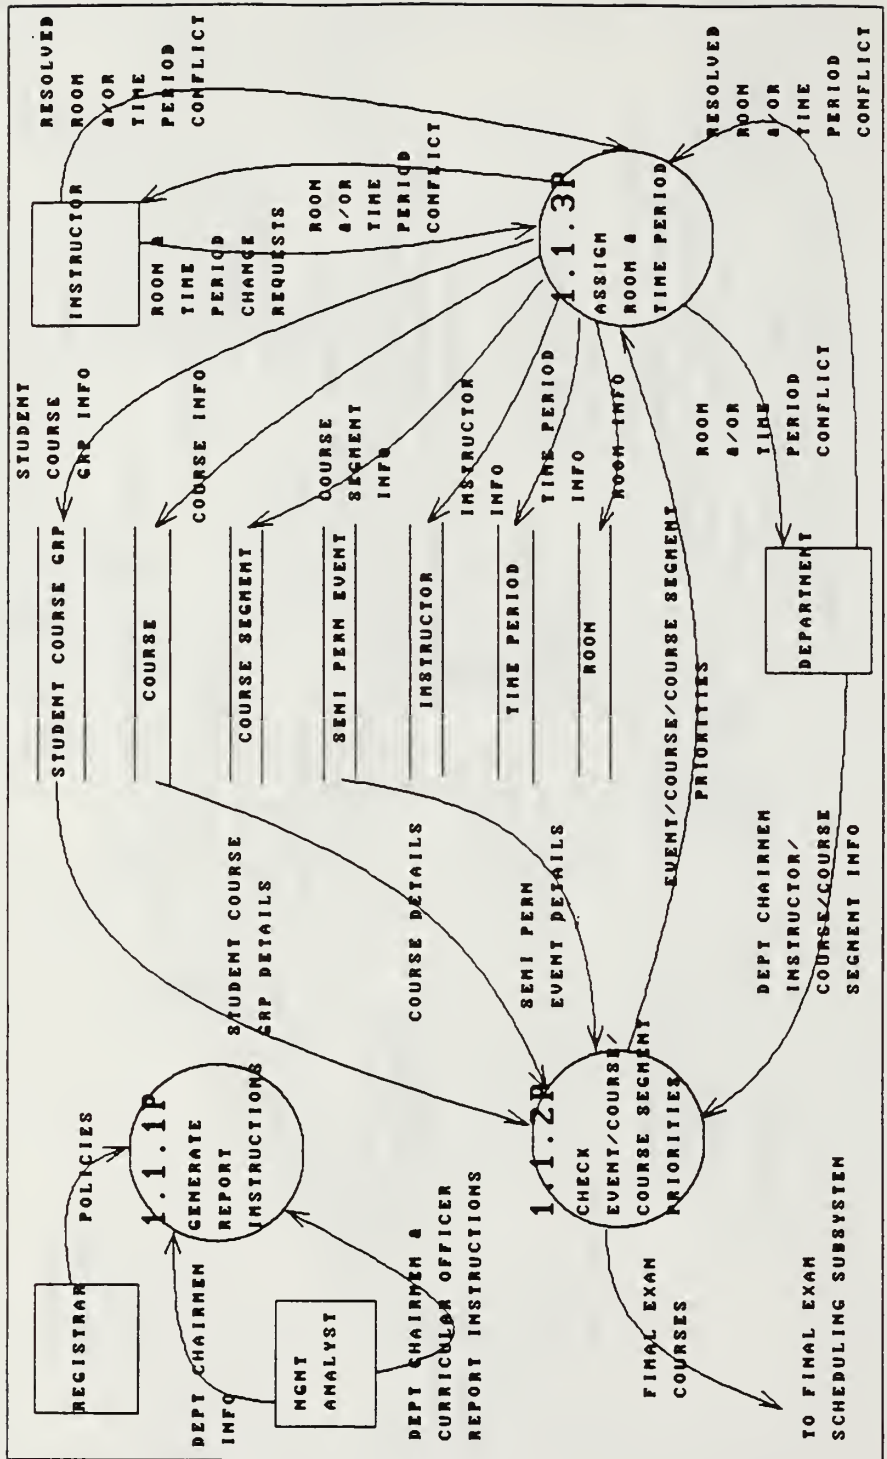 REGISTRAR
POLICIES
1.1.1P
GENERATE
REPORT
INSTRUCTIONS
DEPT CHAIRMEN
INFO
MGMT
ANALYST
DEPT CHAIRMEN &
CURRICULAR OFFICER
REPORT INSTRUCTIONS
STUDENT COURSE
GRP DETAILS
COURSE DETAILS
SEMI PERM
EVENT DETAILS
1.1.2P
CHECK
EVENT/COURSE/
COURSE SEGMENT
PRIORITIES
FINAL EXAM
COURSES
TO FINAL EXAM
SCHEDULING SUBSYSTEM
STUDENT COURSE GRP
COURSE
COURSE SEGMENT
SEMI PERM EVENT
INSTRUCTOR
TIME PERIOD
ROOM
EVENT/COURSE/COURSE SEGMENT
PRIORITIES
DEPT CHAIRMEN
INSTRUCTOR/
COURSE/COURSE
SEGMENT INFO
STUDENT
COURSE
GRP INFO
COURSE INFO
COURSE
SEGMENT
INFO
INSTRUCTOR
INFO
TIME PERIOD
INFO
ROOM INFO
DEPARTMENT
ROOM
&/OR
TIME
PERIOD
CONFLICT
INSTRUCTOR
ROOM &
TIME
PERIOD
CHANGE
REQUESTS
ROOM
&/OR
TIME
PERIOD
CONFLICT
RESOLVED
ROOM
&/OR
TIME
PERIOD
CONFLICT
1.1.3P
ASSIGN
ROOM &
TIME PERIOD
RESOLVED
ROOM
&/OR
TIME
PERIOD
CONFLICT